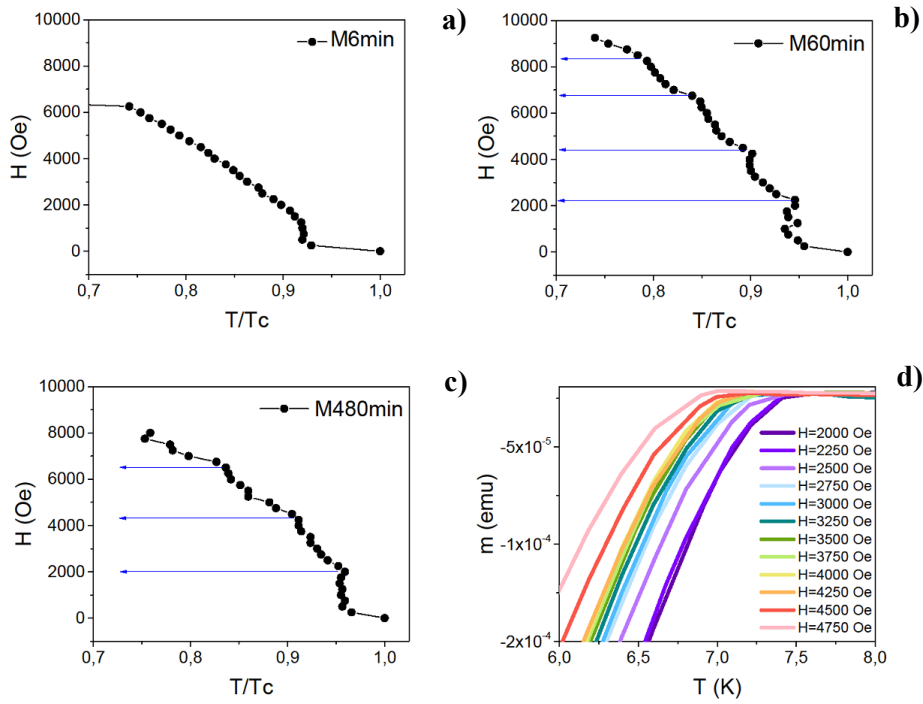 a)
M6min
10000
8000
6000
4000
2000
0
H (Oe)
0,7 0,8 0,9 1,0
T/Tc
b)
M60min
10000
8000
6000
4000
2000
0
H (Oe)
0,7 0,8 0,9 1,0
T/Tc
c)
M480min
10000
8000
6000
4000
2000
0
H (Oe)
0,7 0,8 0,9 1,0
T/Tc
d)
-5x10⁻⁵
-1x10⁻⁴
-2x10⁻⁴
m (emu)
H=2000 Oe
H=2250 Oe
H=2500 Oe
H=2750 Oe
H=3000 Oe
H=3250 Oe
H=3500 Oe
H=3750 Oe
H=4000 Oe
H=4250 Oe
H=4500 Oe
H=4750 Oe
6,0 6,5 7,0 7,5 8,0
T (K)